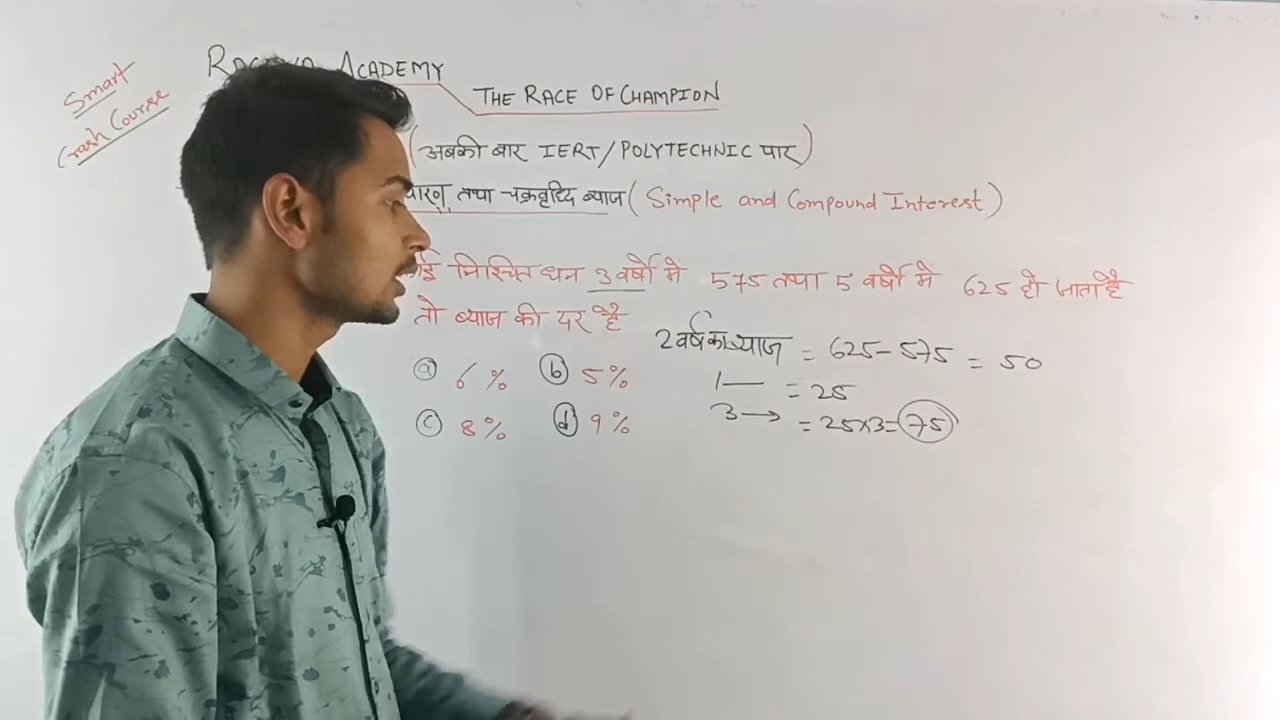 Smart
Crash Course
ACADEMY
THE RACE OF CHAMPION
(अबकी बार IERT/POLYTECHNIC पार)
तथा चक्रवृद्धि ब्याज (Simple and Compound Interest)
निश्चित धन 3 वर्षो में 575 तथा 5 वर्षो में 625 हो जाता है
तो ब्याज की दर है
2 वर्ष का ब्याज = 625-575 = 50
(a) 6% (b) 5%
1— = 25
(c) 8% (d) 9%
3→ = 25x3=75